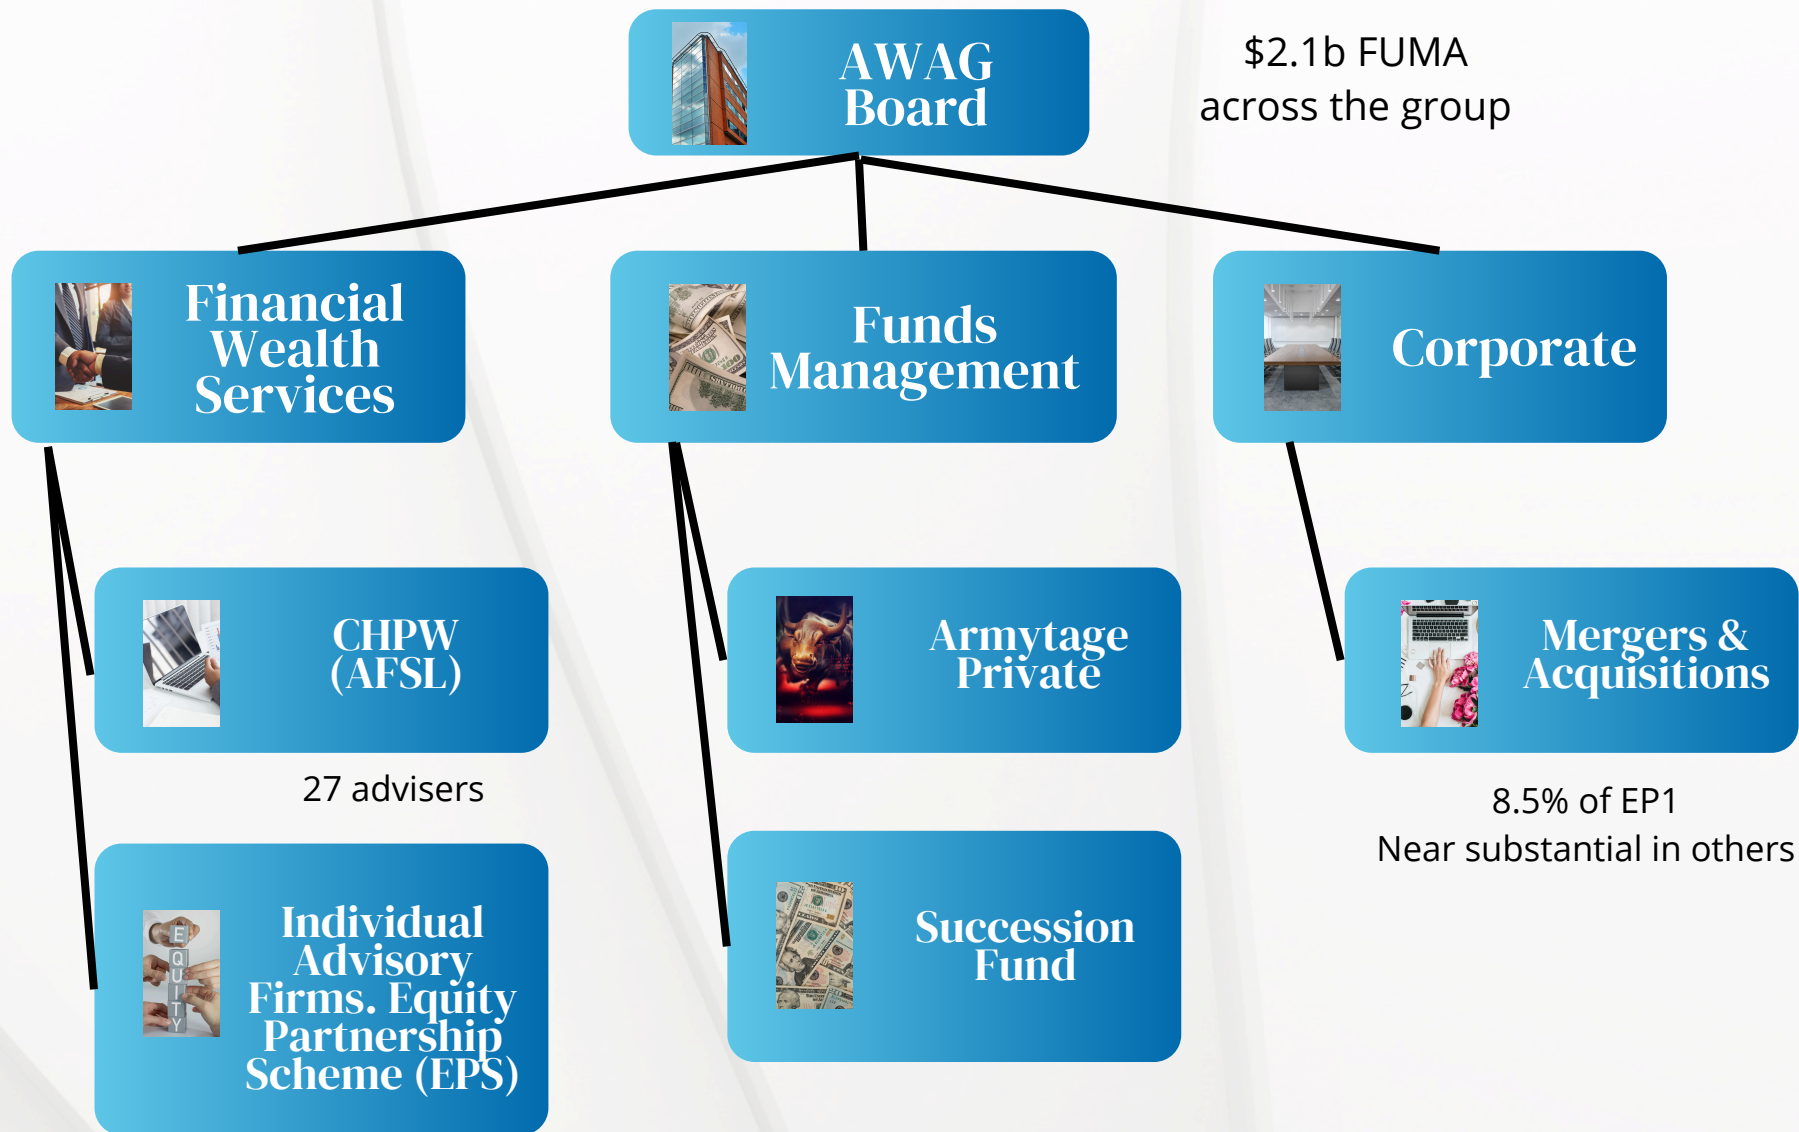 AWAG
Board
$2.1b FUMA
across the group
Financial
Wealth
Services
Funds
Management
Corporate
CHPW
(AFSL)
Armytage
Private
Mergers &
Acquisitions
27 advisers
8.5% of EP1
Near substantial in others
Individual
Advisory
Firms. Equity
Partnership
Scheme (EPS)
EQUITY
Succession
Fund